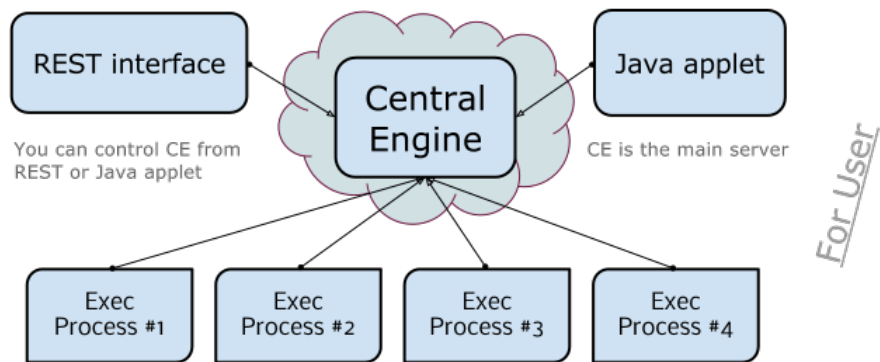 REST interface
Central
Engine
Java applet
You can control CE from
REST or Java applet
CE is the main server
For User
Exec
Process #1
Exec
Process #2
Exec
Process #3
Exec
Process #4